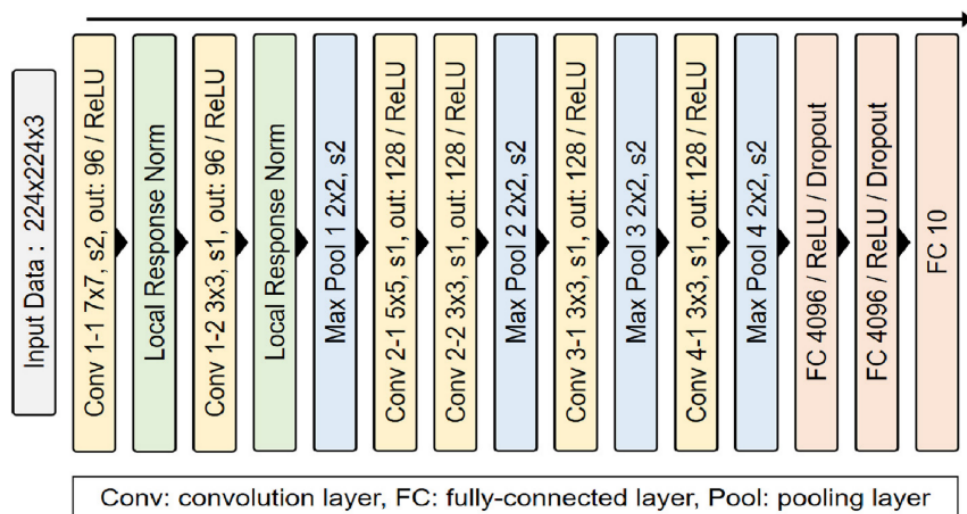 Input Data : 224x224x3
Conv 1-1 7x7, s2, out: 96 / ReLU
Local Response Norm
Conv 1-2 3x3, s1, out: 96 / ReLU
Local Response Norm
Max Pool 1 2x2, s2
Conv 2-1 5x5, s1, out: 128 / ReLU
Conv 2-2 3x3, s1, out: 128 / ReLU
Max Pool 2 2x2, s2
Conv 3-1 3x3, s1, out: 128 / ReLU
Max Pool 3 2x2, s2
Conv 4-1 3x3, s1, out: 128 / ReLU
Max Pool 4 2x2, s2
FC 4096 / ReLU / Dropout
FC 4096 / ReLU / Dropout
FC 10
Conv: convolution layer, FC: fully-connected layer, Pool: pooling layer